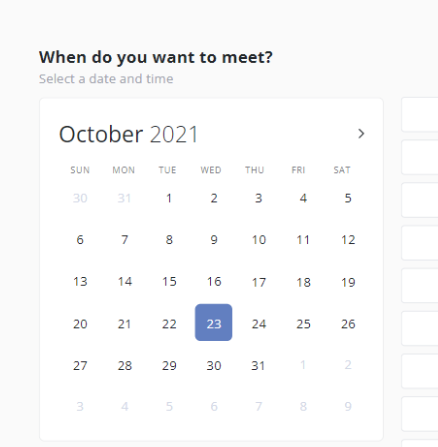 When do you want to meet?
Select a date and time
October 2021
SUN MON TUE WED THU FRI SAT
30 31 1 2 3 4 5
6 7 8 9 10 11 12
13 14 15 16 17 18 19
20 21 22 23 24 25 26
27 28 29 30 31 1 2
3 4 5 6 7 8 9